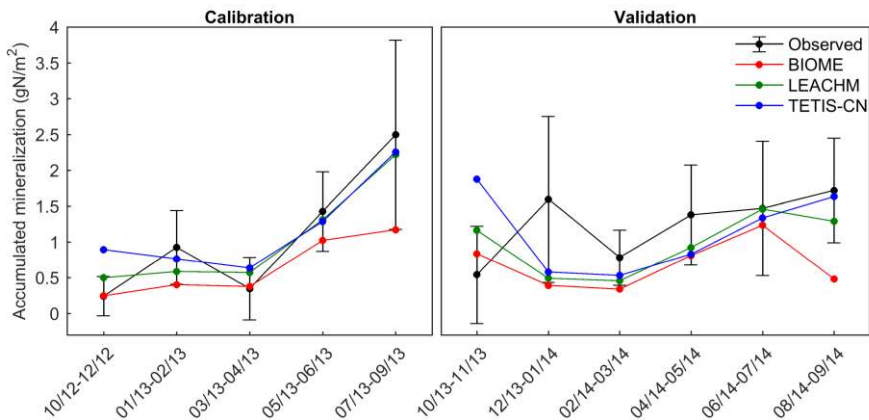 Calibration
Validation
Accumulated mineralization (gN/m²)
4
3.5
3
2.5
2
1.5
1
0.5
0
Observed
BIOME
LEACHM
TETIS-CN
10/12-12/12
01/13-02/13
03/13-04/13
05/13-06/13
07/13-09/13
10/13-11/13
12/13-01/14
02/14-03/14
04/14-05/14
06/14-07/14
08/14-09/14